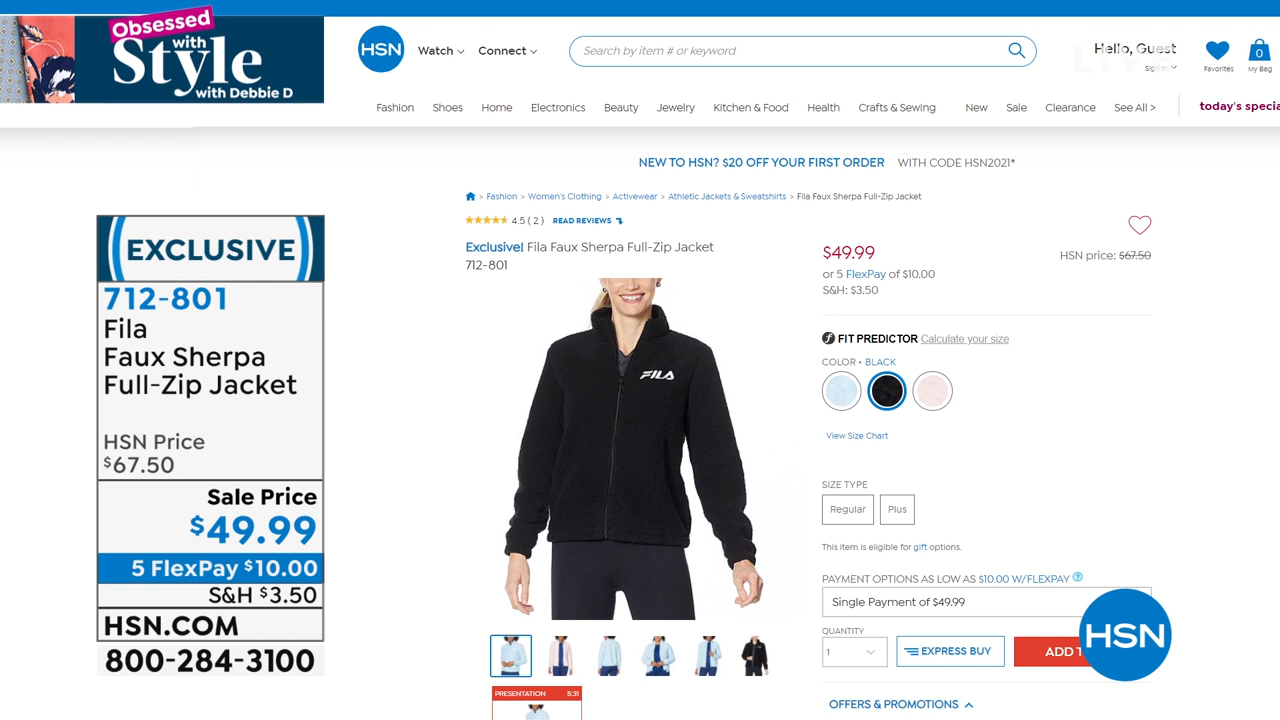 Obsessed
with
Style
with Debbie D
HSN
Watch
Connect
Search by item # or keyword
LIVE
Hello, Guest
Sign In
Favorites
0
My Bag
Fashion
Shoes
Home
Electronics
Beauty
Jewelry
Kitchen & Food
Health
Crafts & Sewing
New
Sale
Clearance
See All >
today's specia
NEW TO HSN? $20 OFF YOUR FIRST ORDER WITH CODE HSN2021*
> Fashion > Women's Clothing > Activewear > Athletic Jackets & Sweatshirts > Fila Faux Sherpa Full-Zip Jacket
4.5 ( 2 ) READ REVIEWS
Exclusive! Fila Faux Sherpa Full-Zip Jacket
712-801
FILA
PRESENTATION 5:31
$49.99
HSN price: $67.50
or 5 FlexPay of $10.00
S&H: $3.50
FIT PREDICTOR Calculate your size
COLOR • BLACK
View Size Chart
SIZE TYPE
Regular
Plus
This item is eligible for gift options.
PAYMENT OPTIONS AS LOW AS $10.00 W/FLEXPAY ?
Single Payment of $49.99
QUANTITY
1
EXPRESS BUY
ADD T
HSN
OFFERS & PROMOTIONS
EXCLUSIVE
712-801
Fila
Faux Sherpa
Full-Zip Jacket
HSN Price
$67.50
Sale Price
$49.99
5 FlexPay $10.00
S&H $3.50
HSN.COM
800-284-3100